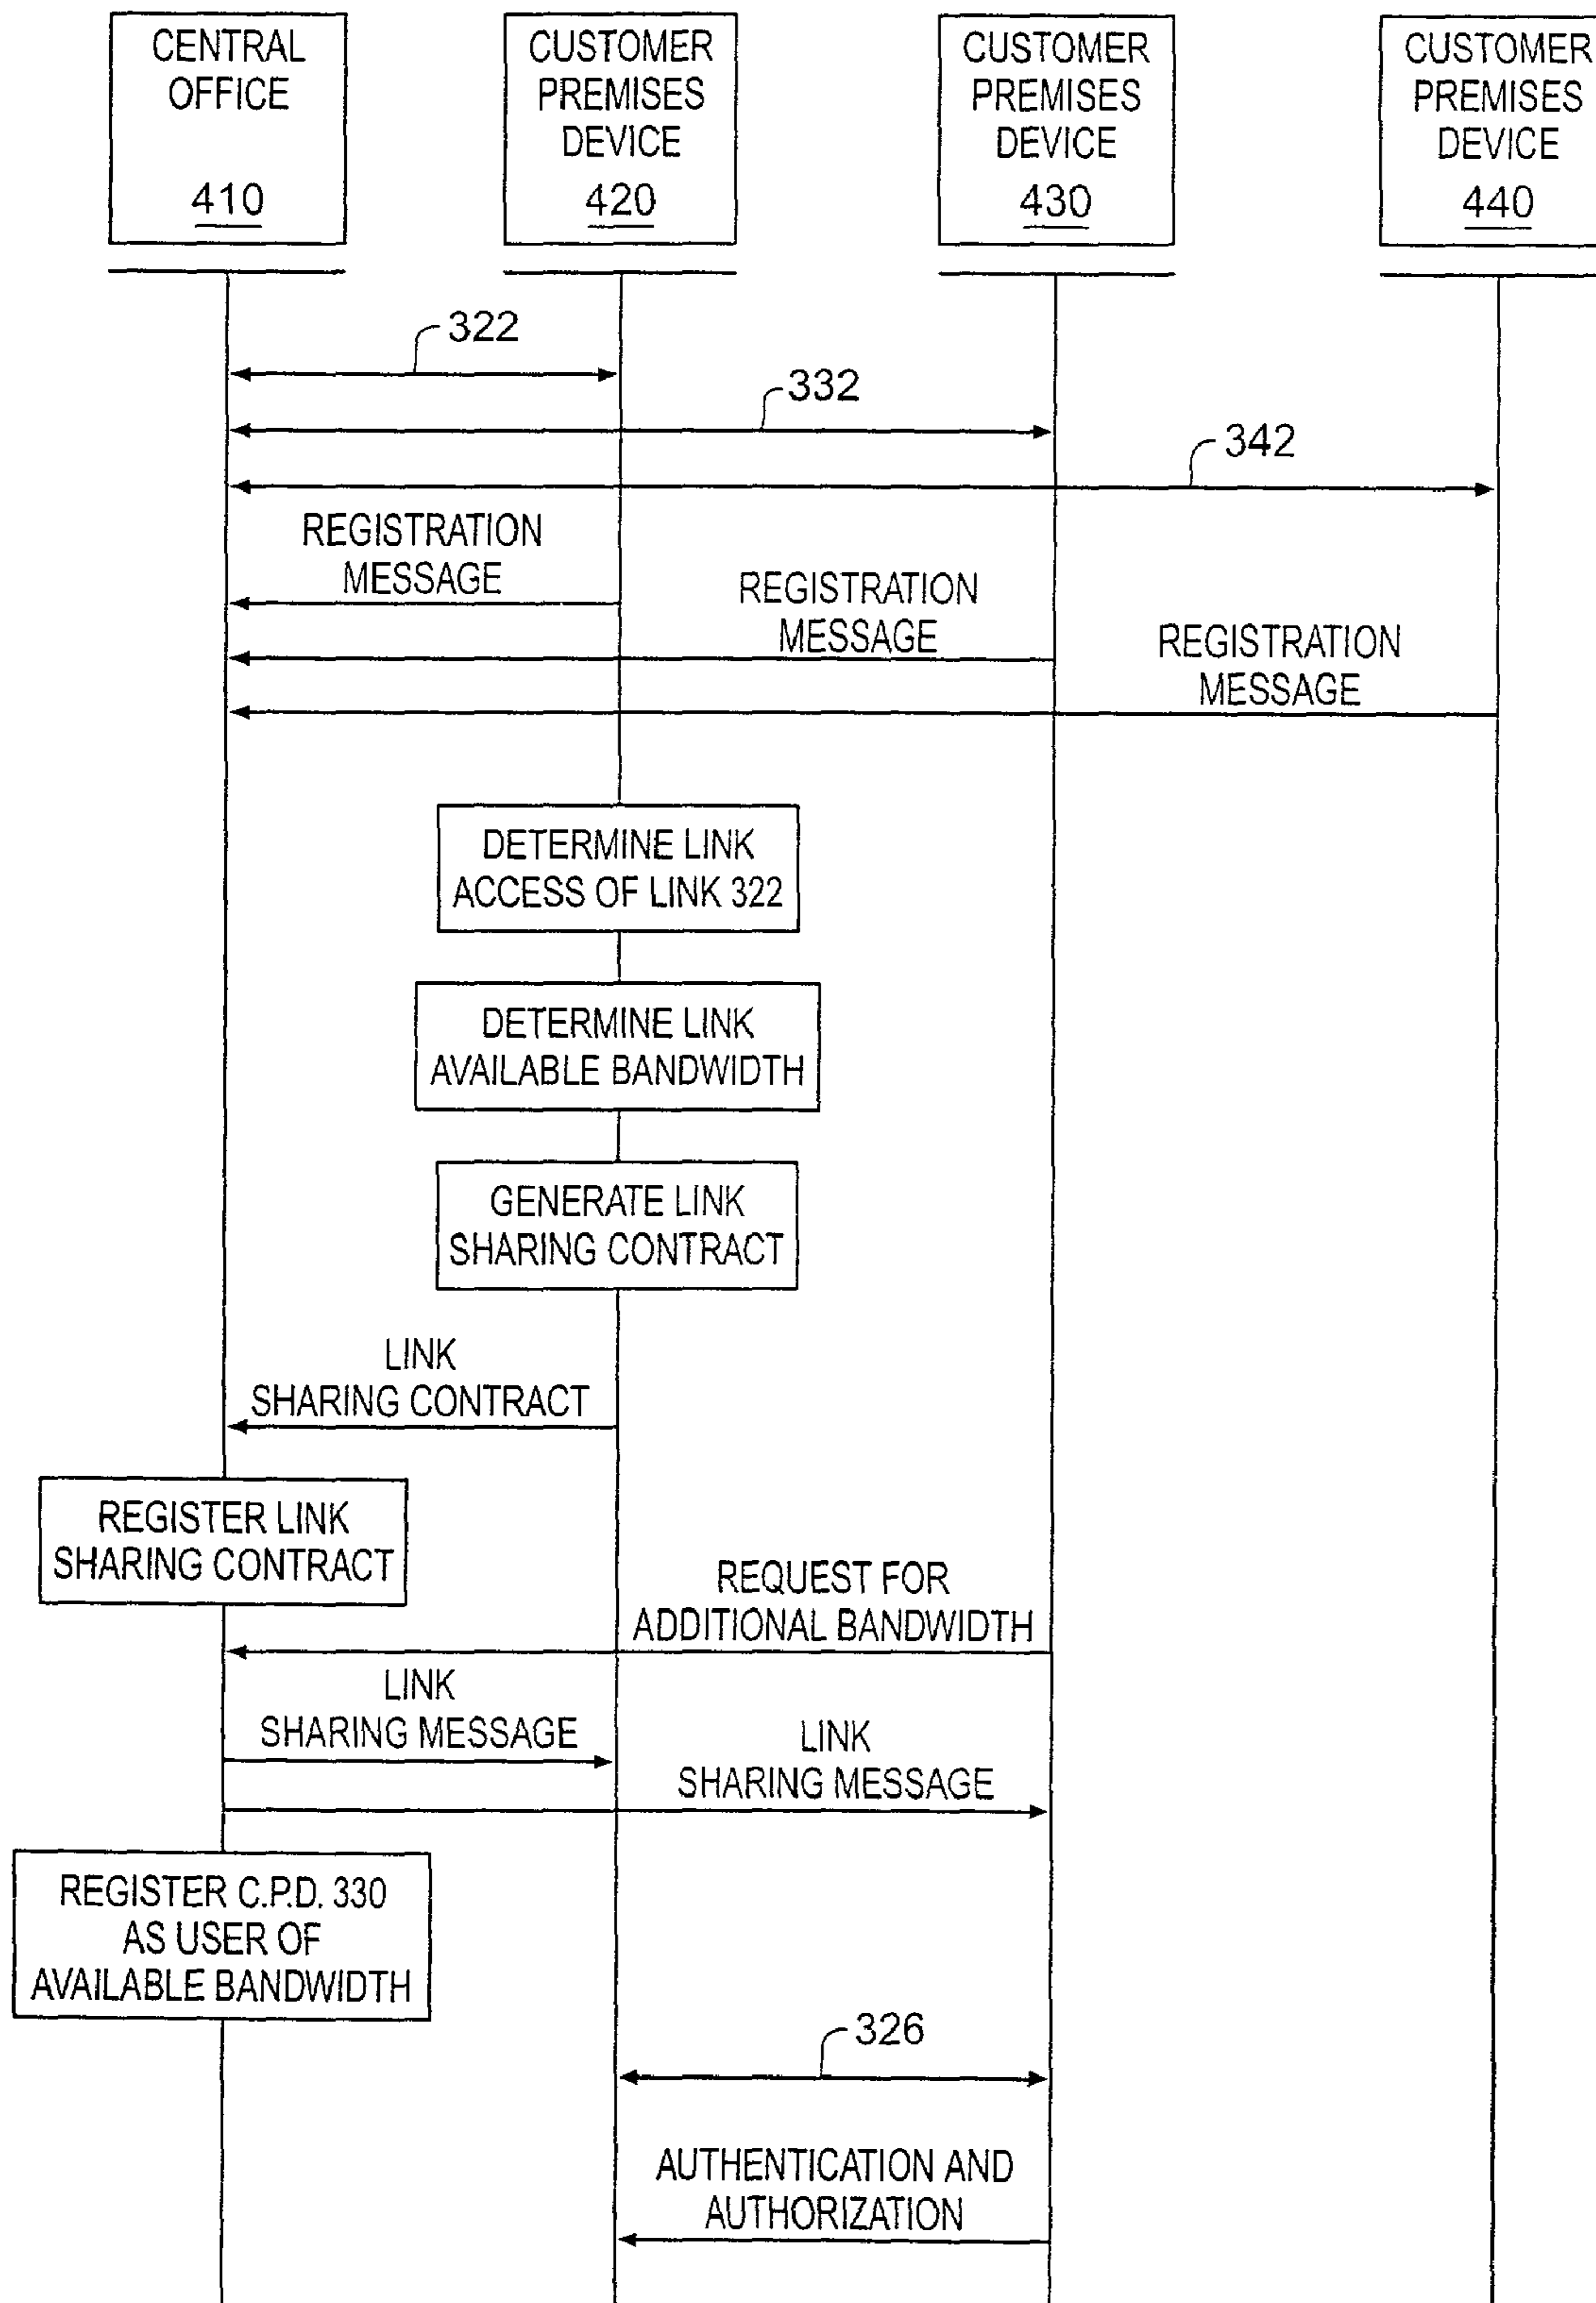 CENTRAL
OFFICE
410
CUSTOMER
PREMISES
DEVICE
420
CUSTOMER
PREMISES
DEVICE
430
CUSTOMER
PREMISES
DEVICE
440
322
332
342
REGISTRATION
MESSAGE
REGISTRATION
MESSAGE
REGISTRATION
MESSAGE
DETERMINE LINK
ACCESS OF LINK 322
DETERMINE LINK
AVAILABLE BANDWIDTH
GENERATE LINK
SHARING CONTRACT
LINK
SHARING CONTRACT
REGISTER LINK
SHARING CONTRACT
REQUEST FOR
ADDITIONAL BANDWIDTH
LINK
SHARING MESSAGE
LINK
SHARING MESSAGE
REGISTER C.P.D. 330
AS USER OF
AVAILABLE BANDWIDTH
326
AUTHENTICATION AND
AUTHORIZATION